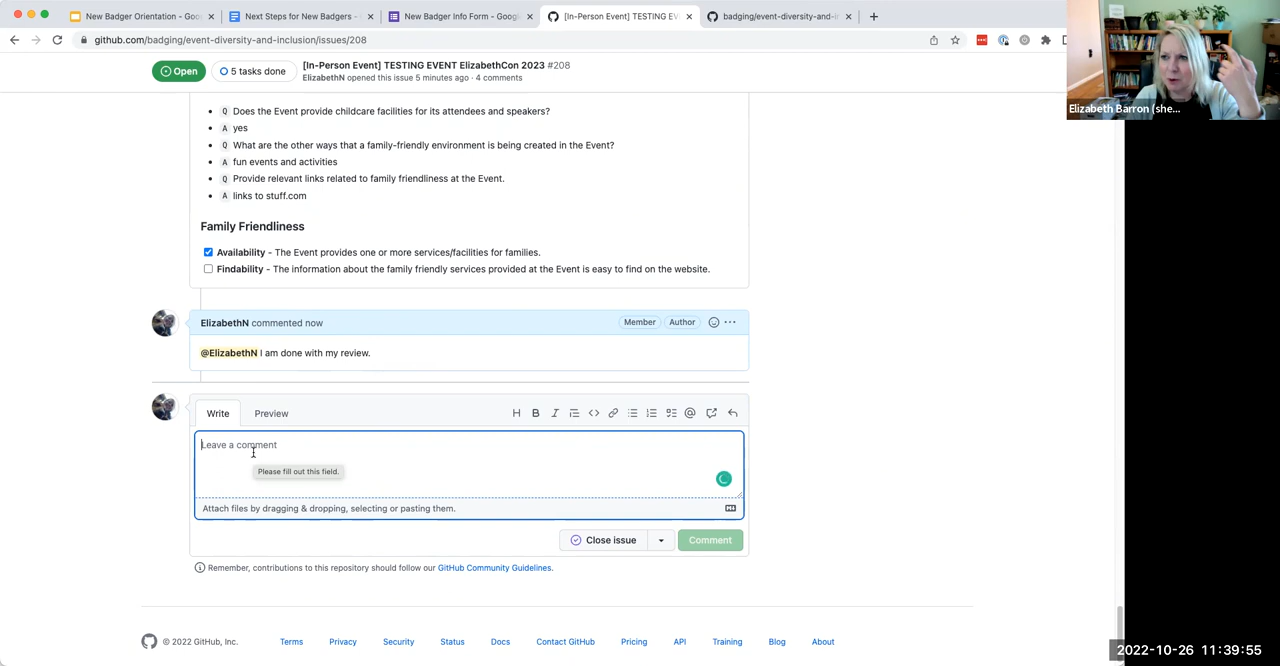 New Badger Orientation - Goo
Next Steps for New Badgers -
New Badger Info Form - Google
[In-Person Event] TESTING EV
badging/event-diversity-and-i
github.com/badging/event-diversity-and-inclusion/issues/208
Open
5 tasks done
[In-Person Event] TESTING EVENT ElizabethCon 2023 #208
ElizabethN opened this issue 5 minutes ago · 4 comments
Elizabeth Barron (she...
Q Does the Event provide childcare facilities for its attendees and speakers?
A yes
Q What are the other ways that a family-friendly environment is being created in the Event?
A fun events and activities
Q Provide relevant links related to family friendliness at the Event.
A links to stuff.com
Family Friendliness
Availability - The Event provides one or more services/facilities for families.
Findability - The information about the family friendly services provided at the Event is easy to find on the website.
ElizabethN commented now
Member
Author
@ElizabethN I am done with my review.
Write
Preview
Leave a comment
Please fill out this field.
Attach files by dragging & dropping, selecting or pasting them.
Close issue
Comment
Remember, contributions to this repository should follow our GitHub Community Guidelines.
© 2022 GitHub, Inc.
Terms
Privacy
Security
Status
Docs
Contact GitHub
Pricing
API
Training
Blog
About
2022-10-26 11:39:55